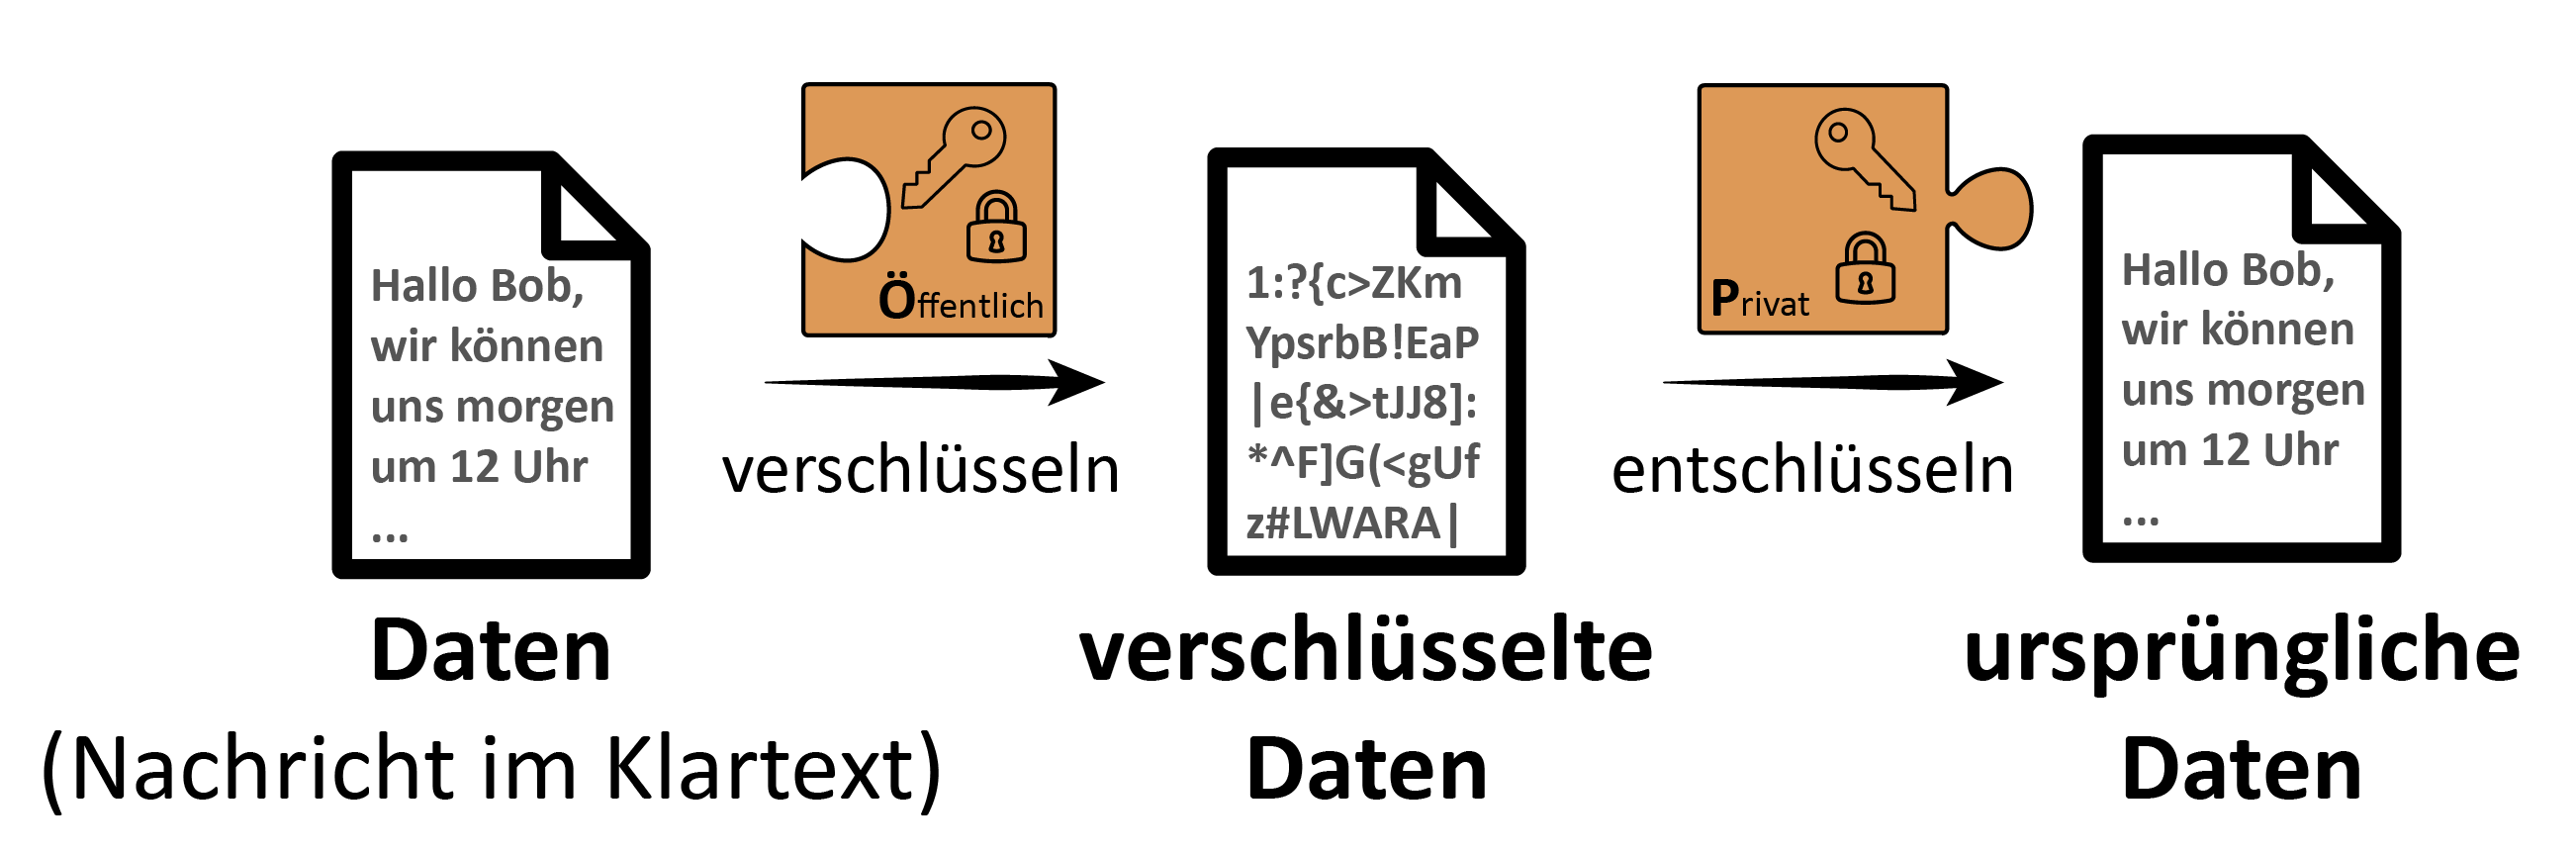 Hallo Bob,
wir können
uns morgen
um 12 Uhr
...
Daten
(Nachricht im Klartext)
Öffentlich
verschlüsseln
1:?{c>ZKm
YpsrbB!EaP
|e{&>tJJ8]:
*^F]G(<gUf
z#LWARA|
verschlüsselte
Daten
Privat
entschlüsseln
Hallo Bob,
wir können
uns morgen
um 12 Uhr
...
ursprüngliche
Daten